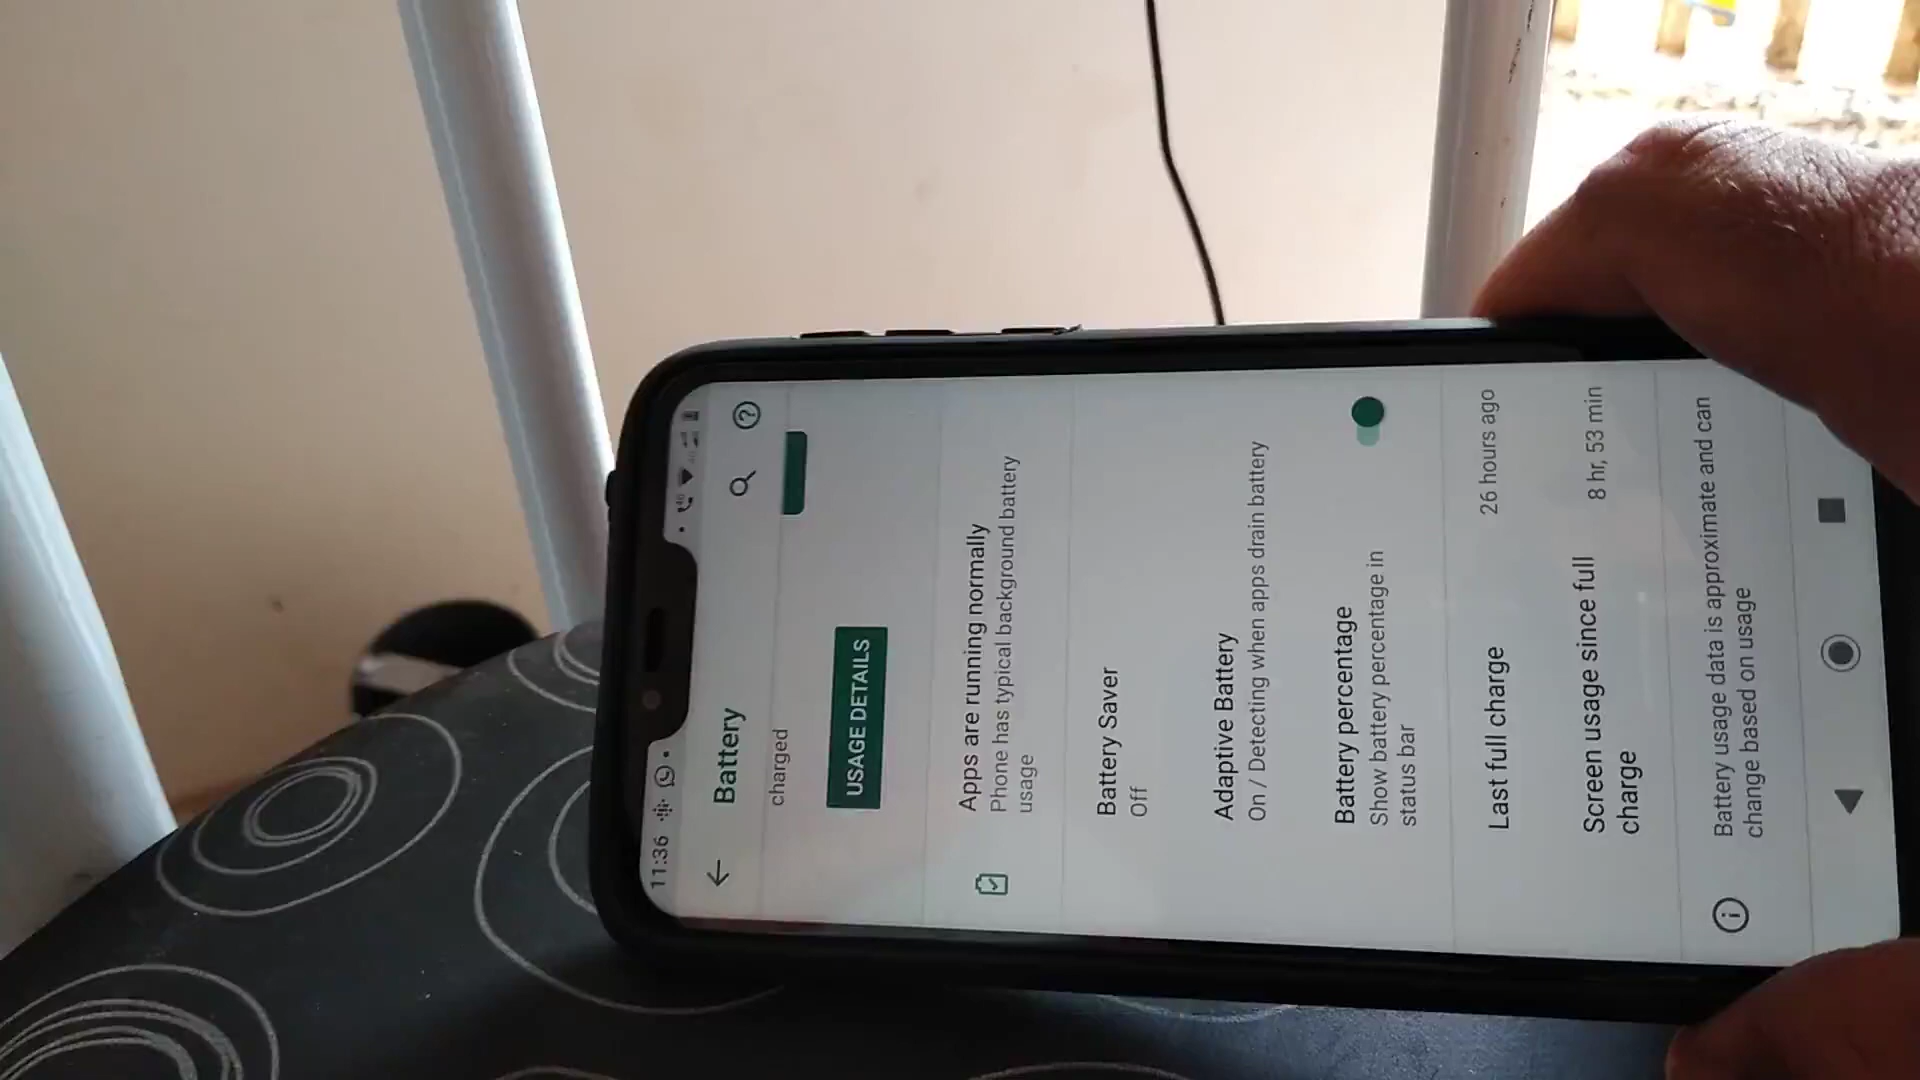 11:36
Battery
charged
USAGE DETAILS
Apps are running normally
Phone has typical background battery
usage
Battery Saver
Off
Adaptive Battery
On / Detecting when apps drain battery
Battery percentage
Show battery percentage in
status bar
Last full charge 26 hours ago
Screen usage since full 8 hr, 53 min
charge
Battery usage data is approximate and can
change based on usage